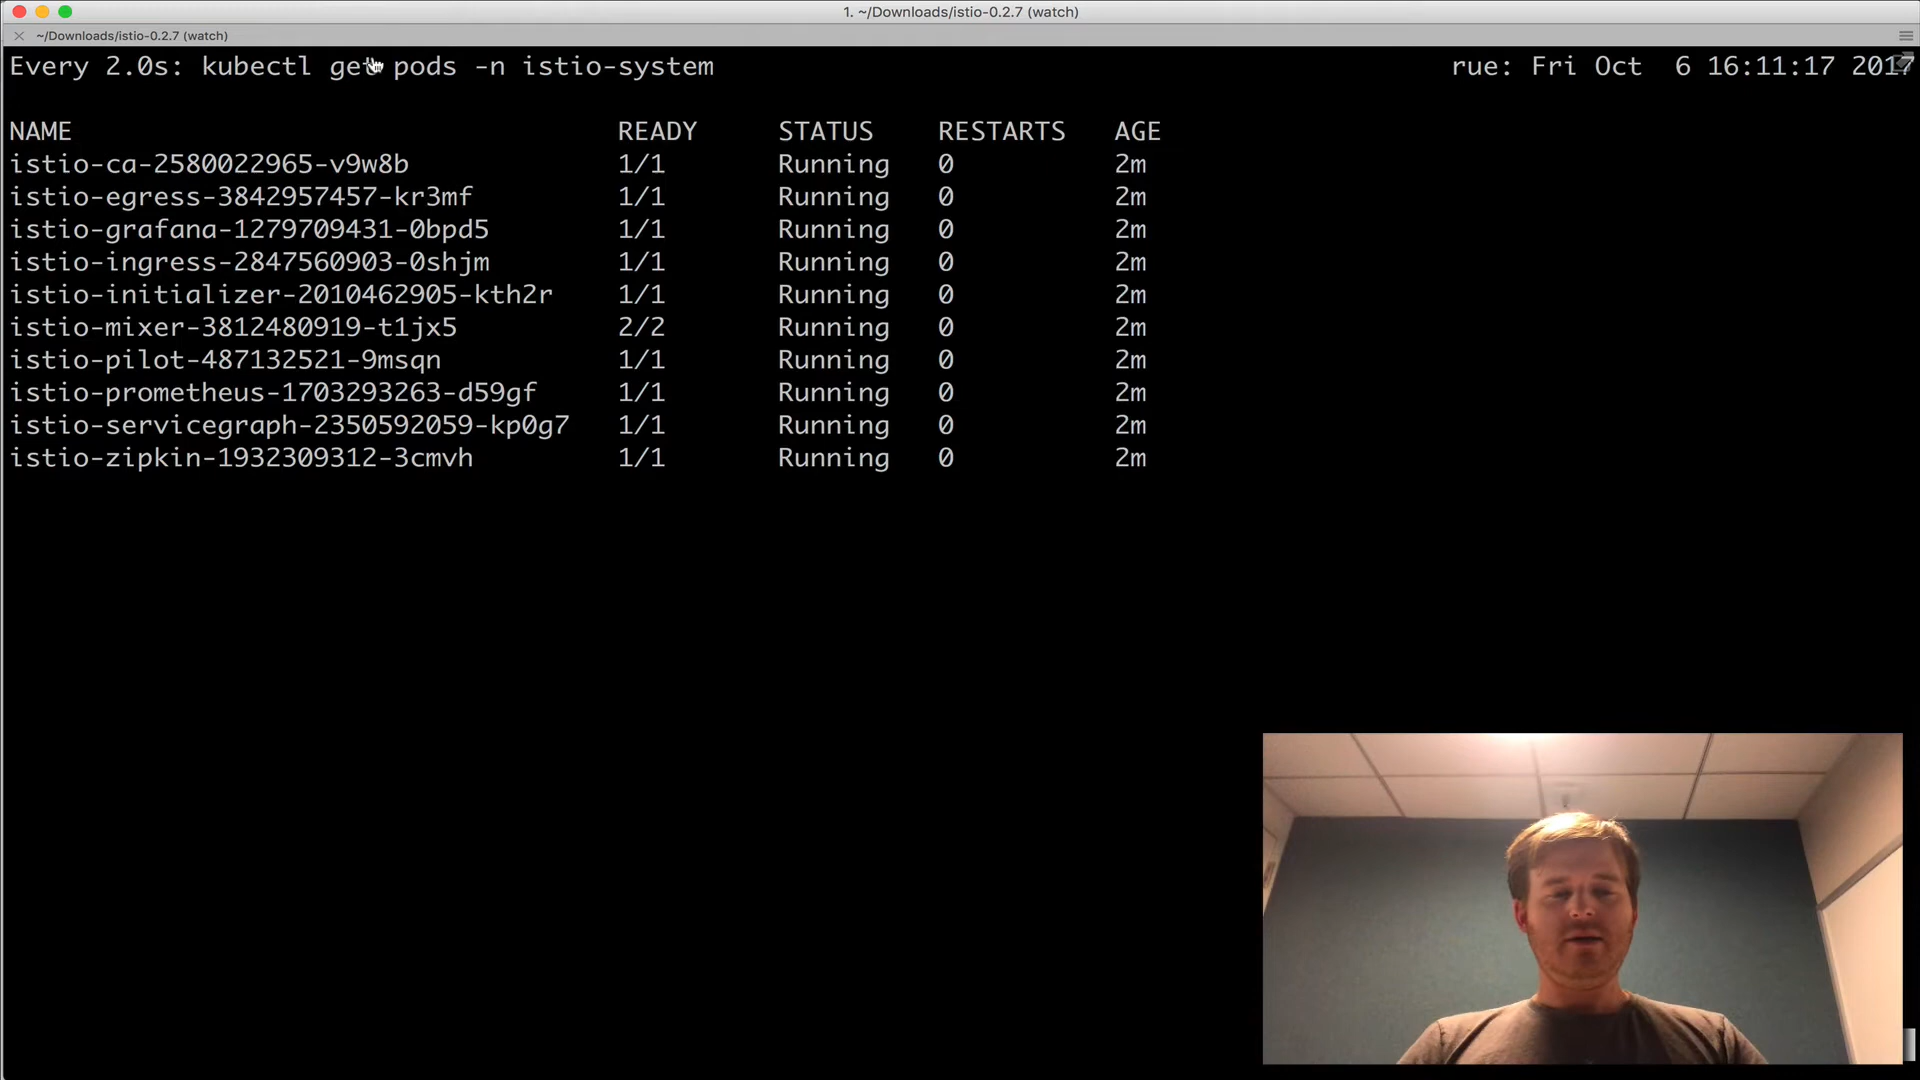 1. ~/Downloads/istio-0.2.7 (watch)
~/Downloads/istio-0.2.7 (watch)
Every 2.0s: kubectl get pods -n istio-system rue: Fri Oct  6 16:11:17 2017
NAME READY STATUS RESTARTS AGE
istio-ca-2580022965-v9w8b 1/1 Running 0 2m
istio-egress-3842957457-kr3mf 1/1 Running 0 2m
istio-grafana-1279709431-0bpd5 1/1 Running 0 2m
istio-ingress-2847560903-0shjm 1/1 Running 0 2m
istio-initializer-2010462905-kth2r 1/1 Running 0 2m
istio-mixer-3812480919-t1jx5 2/2 Running 0 2m
istio-pilot-487132521-9msqn 1/1 Running 0 2m
istio-prometheus-1703293263-d59gf 1/1 Running 0 2m
istio-servicegraph-2350592059-kp0g7 1/1 Running 0 2m
istio-zipkin-1932309312-3cmvh 1/1 Running 0 2m